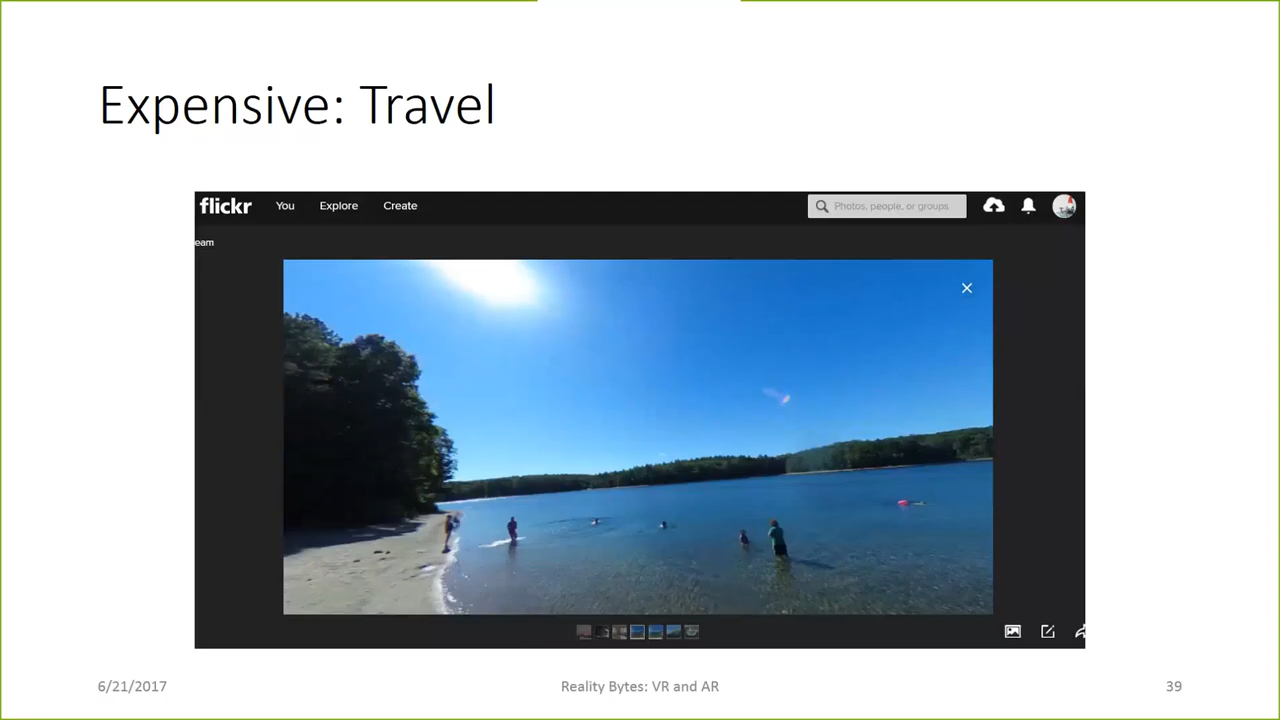 Expensive: Travel
flickr You Explore Create Photos, people, or groups
eam
6/21/2017 Reality Bytes: VR and AR 39